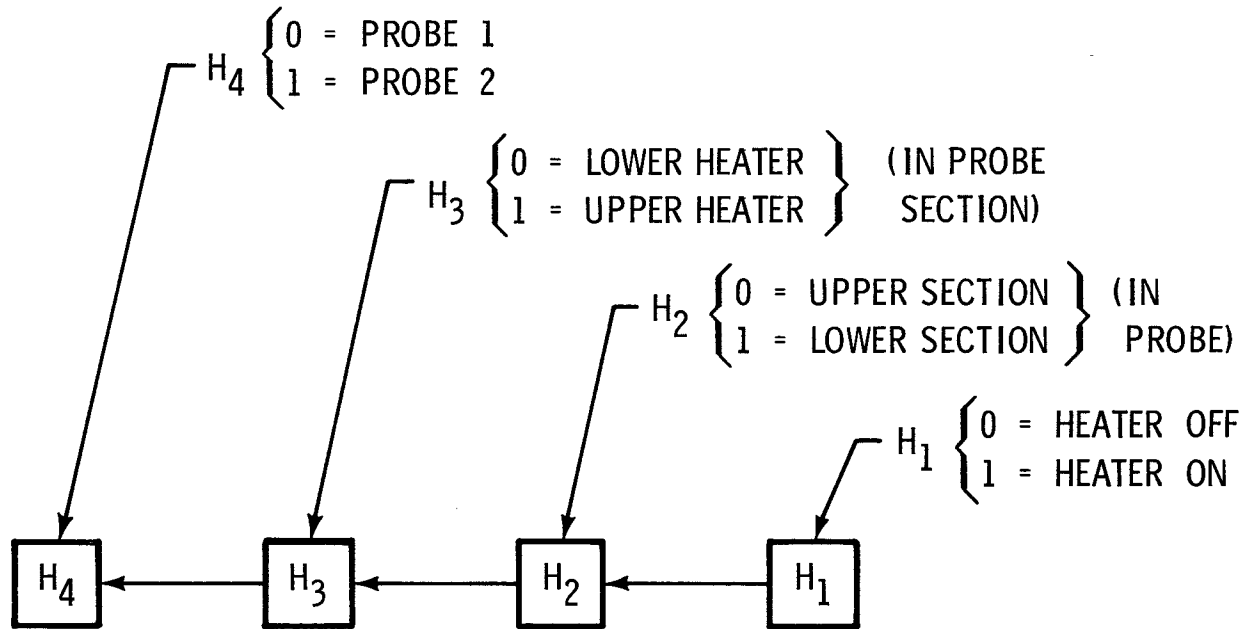 H4 { 0 = PROBE 1
1 = PROBE 2
H3 { 0 = LOWER HEATER } (IN PROBE
1 = UPPER HEATER SECTION)
H2 { 0 = UPPER SECTION } (IN
1 = LOWER SECTION PROBE)
H1 { 0 = HEATER OFF
1 = HEATER ON
H4 H3 H2 H1